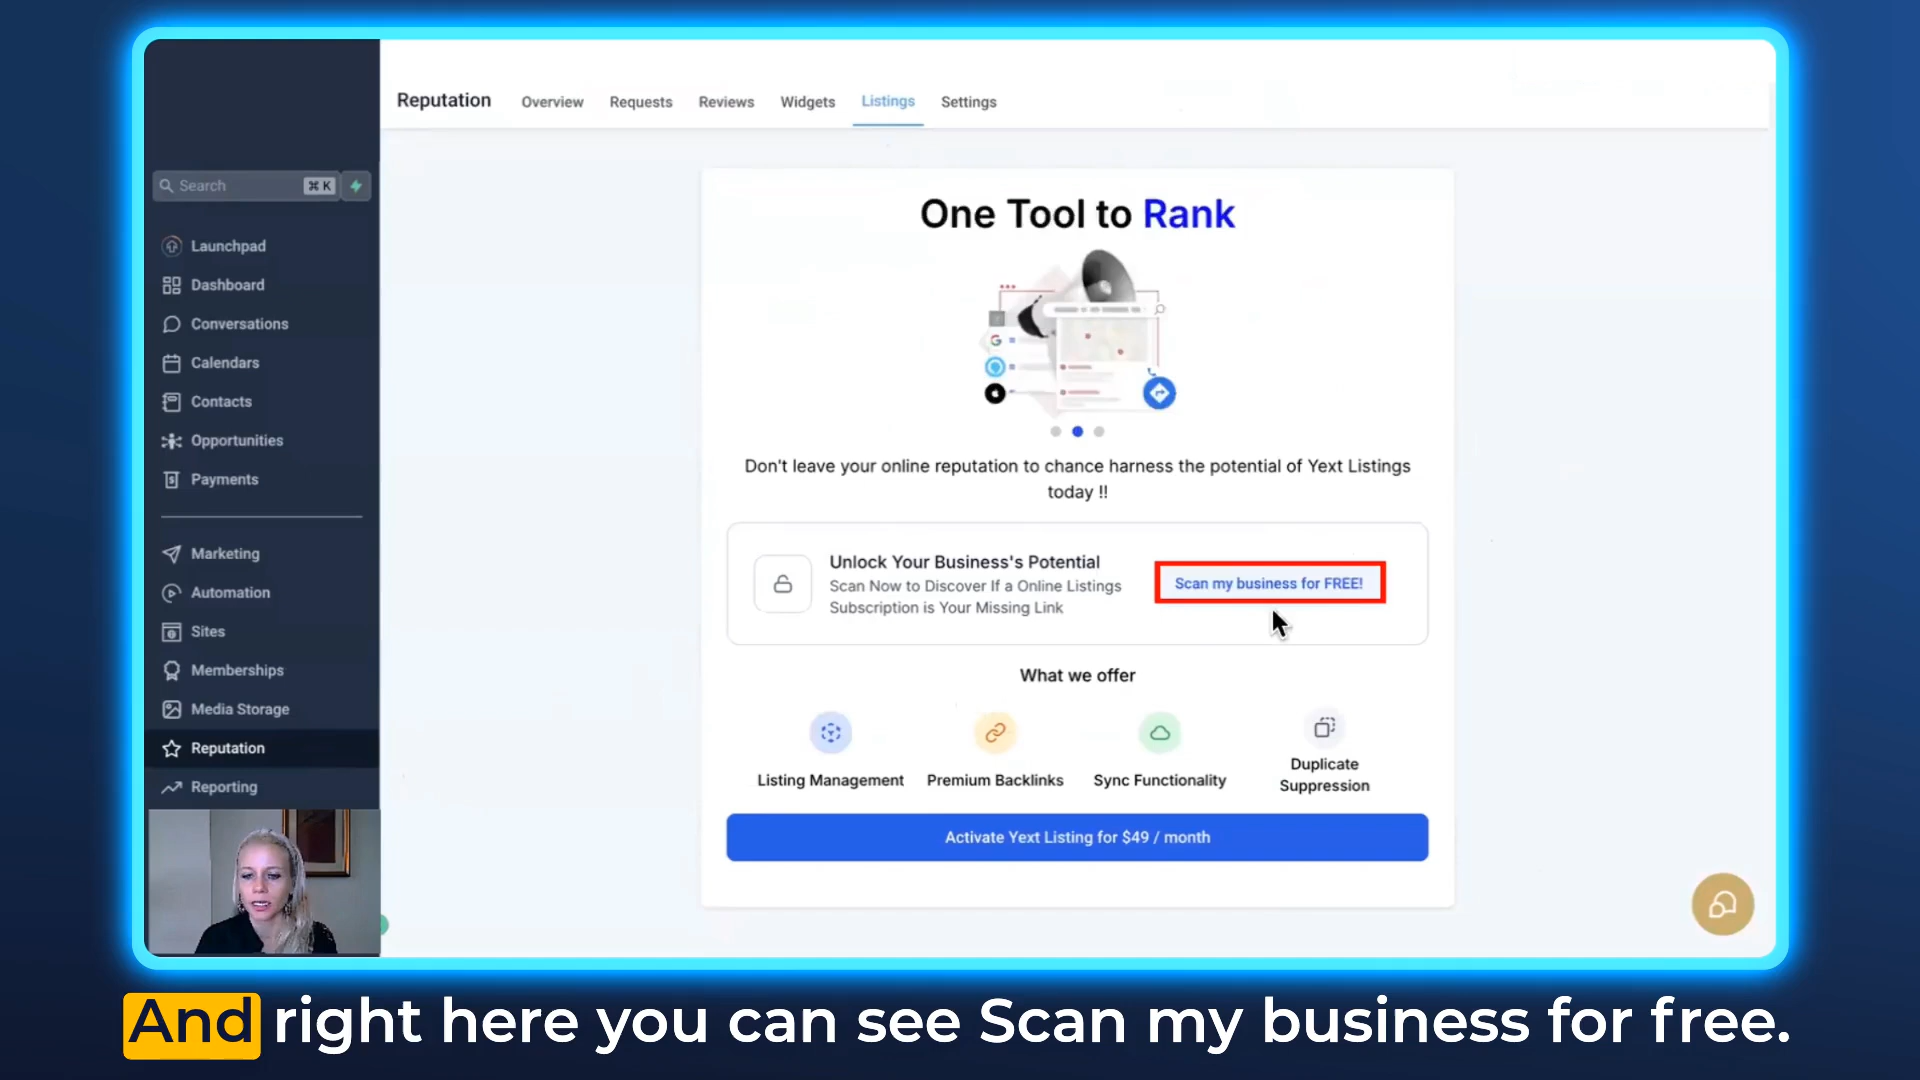 Reputation
Overview
Requests
Reviews
Widgets
Listings
Settings
Search
⌘ K
Launchpad
Dashboard
Conversations
Calendars
Contacts
Opportunities
Payments
Marketing
Automation
Sites
Memberships
Media Storage
Reputation
Reporting
One Tool to Rank
Don't leave your online reputation to chance harness the potential of Yext Listings
today !!
Unlock Your Business's Potential
Scan Now to Discover If a Online Listings
Subscription is Your Missing Link
Scan my business for FREE!
What we offer
Listing Management
Premium Backlinks
Sync Functionality
Duplicate
Suppression
Activate Yext Listing for $49 / month
And right here you can see Scan my business for free.